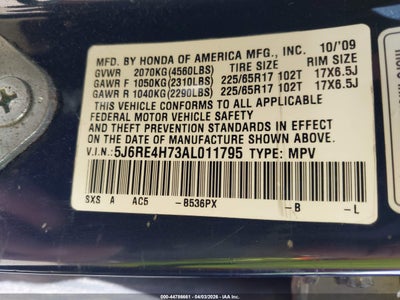 MFD. BY HONDA OF AMERICA MFG., INC. 10/'09
GVWR 2070KG(4560LBS) TIRE SIZE RIM SIZE
GAWR F 1050KG(2310LBS) 225/65R17 102T 17X6.5J
GAWR R 1040KG(2290LBS) 225/65R17 102T 17X6.5J
THIS VEHICLE CONFORMS TO ALL APPLICABLE
FEDERAL MOTOR VEHICLE SAFETY
AND THEFT PREVENTION STANDARDS IN EFFECT
ON THE DATE OF MANUFACTURE SHOWN ABOVE.
V.I.N.: 5J6RE4H73AL011795 TYPE: MPV
SXS A AC5 -B536PX -B -L
000-44788681 - 04/03/2026 - IAAI.COM